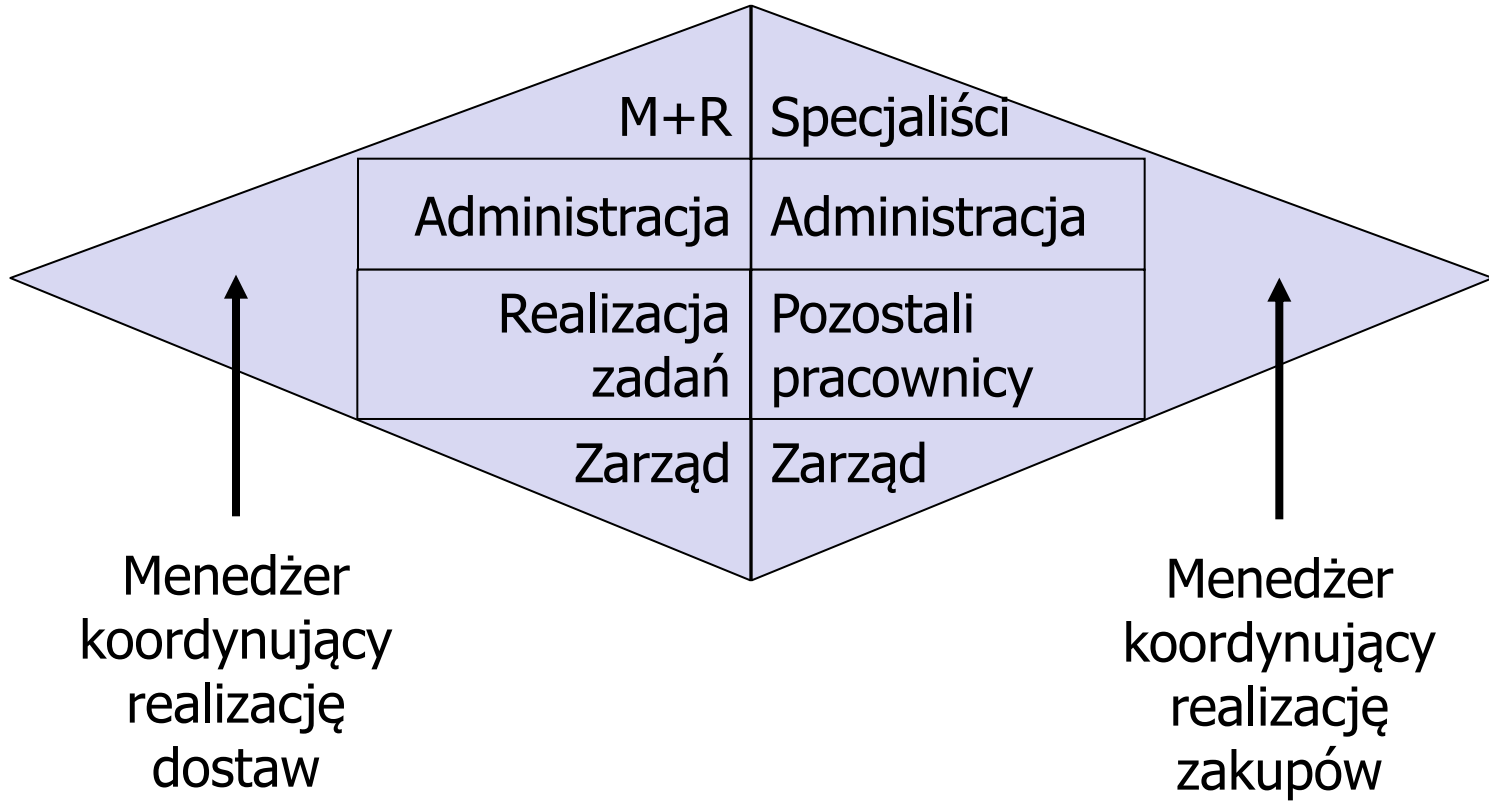 M+R Specjaliści
Administracja Administracja
Realizacja Pozostali
zadań pracownicy
Zarząd Zarząd
Menedżer
koordynujący
realizację
dostaw
Menedżer
koordynujący
realizację
zakupów